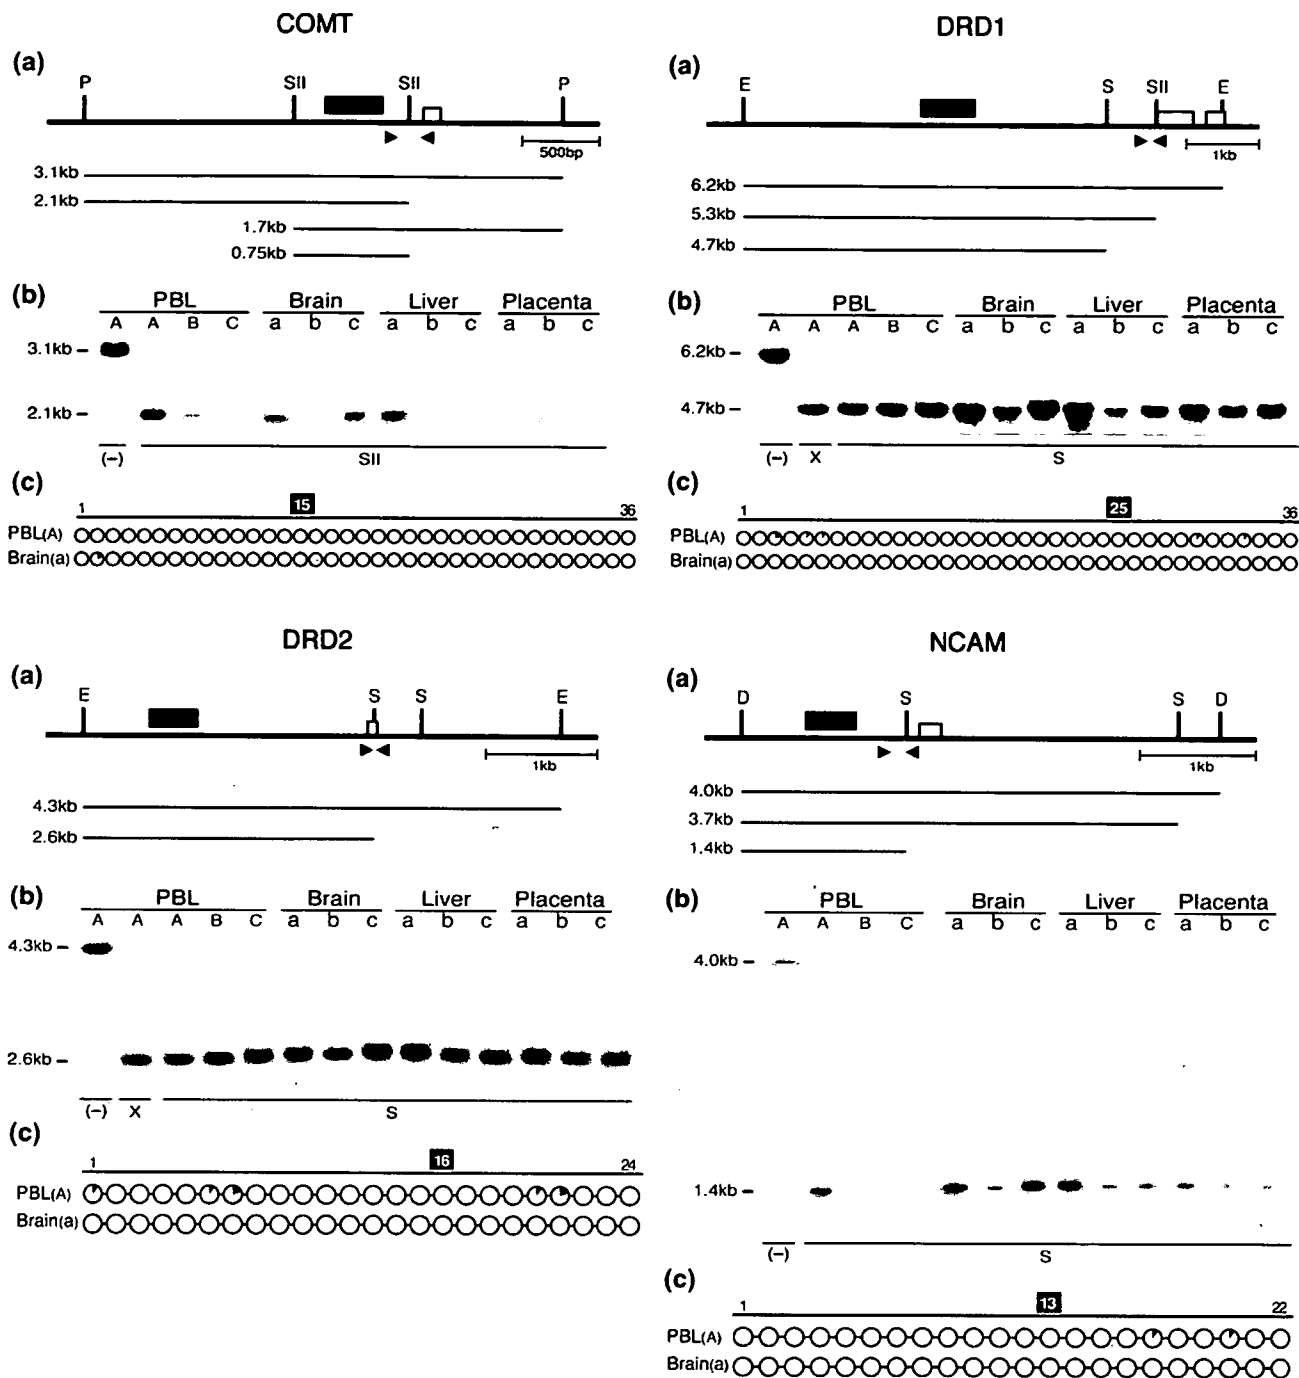 COMT
(a)
P SII SII P
500bp
3.1kb
2.1kb
1.7kb
0.75kb
(b)
PBL Brain Liver Placenta
A A B C a b c a b c a b c
3.1kb
2.1kb
(–) SII
(c)
1 15 36
PBL(A)
Brain(a)
DRD1
(a)
E S SII E
1kb
6.2kb
5.3kb
4.7kb
(b)
PBL Brain Liver Placenta
A A A B C a b c a b c a b c
6.2kb
4.7kb
(–) X S
(c)
1 25 36
PBL(A)
Brain(a)
DRD2
(a)
E S S E
1kb
4.3kb
2.6kb
(b)
PBL Brain Liver Placenta
A A A B C a b c a b c a b c
4.3kb
2.6kb
(–) X S
(c)
1 16 24
PBL(A)
Brain(a)
NCAM
(a)
D S S D
1kb
4.0kb
3.7kb
1.4kb
(b)
PBL Brain Liver Placenta
A A B C a b c a b c a b c
4.0kb
1.4kb
(–) S
(c)
1 13 22
PBL(A)
Brain(a)